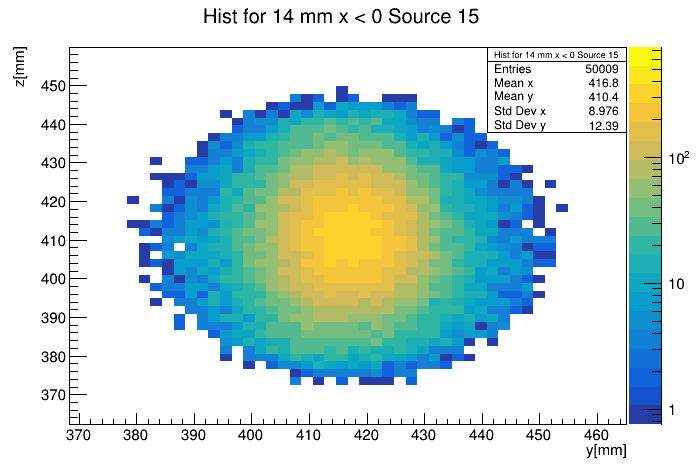 Hist for 14 mm x < 0 Source 15
z[mm]
Hist for 14 mm x < 0 Source 15
Entries 50009
Mean x 416.8
Mean y 410.4
Std Dev x 8.976
Std Dev y 12.39
450
440
430
420
410
400
390
380
370
10²
10
1
370 380 390 400 410 420 430 440 450 460
y[mm]